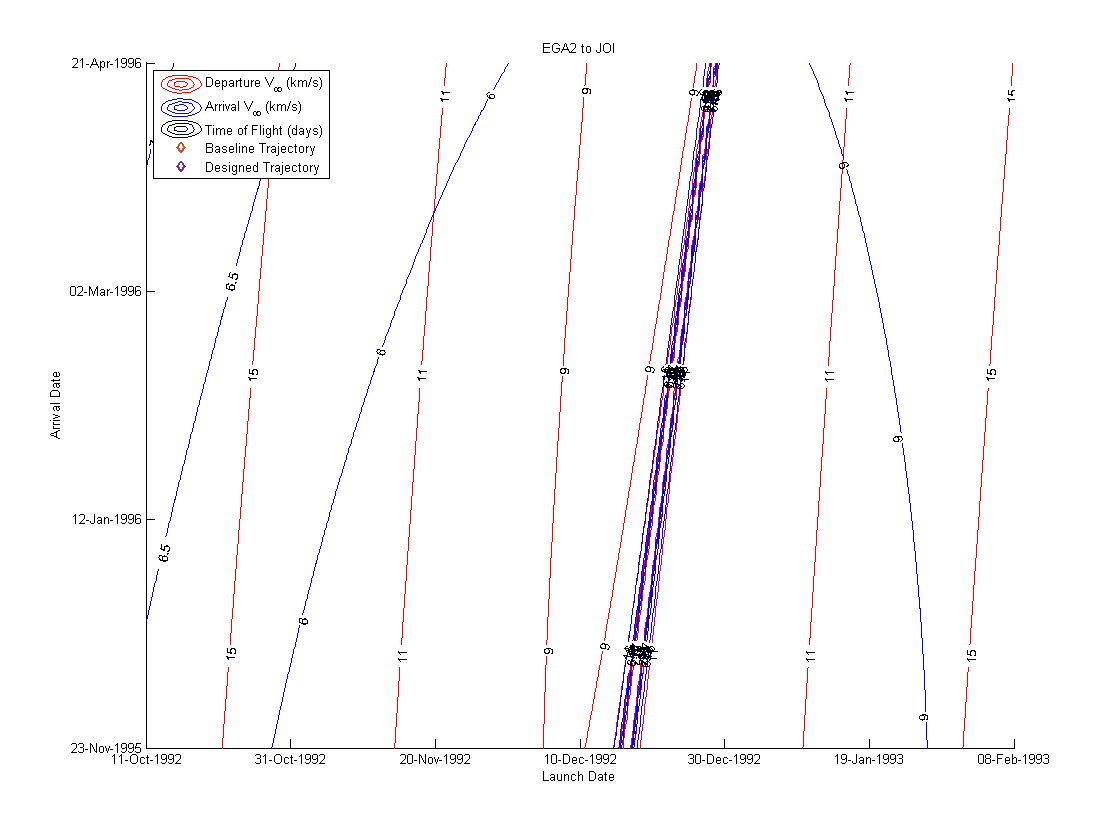 EGA2 to JOI
21-Apr-1996
02-Mar-1996
12-Jan-1996
23-Nov-1995
Arrival Date
Departure V∞ (km/s)
Arrival V∞ (km/s)
Time of Flight (days)
Baseline Trajectory
Designed Trajectory
11
6
9
9
11
15
9
6.5
6
15
11
9
9
11
15
9
6.5
6
15
11
9
9
11
15
9
11-Oct-1992
31-Oct-1992
20-Nov-1992
10-Dec-1992
30-Dec-1992
19-Jan-1993
08-Feb-1993
Launch Date